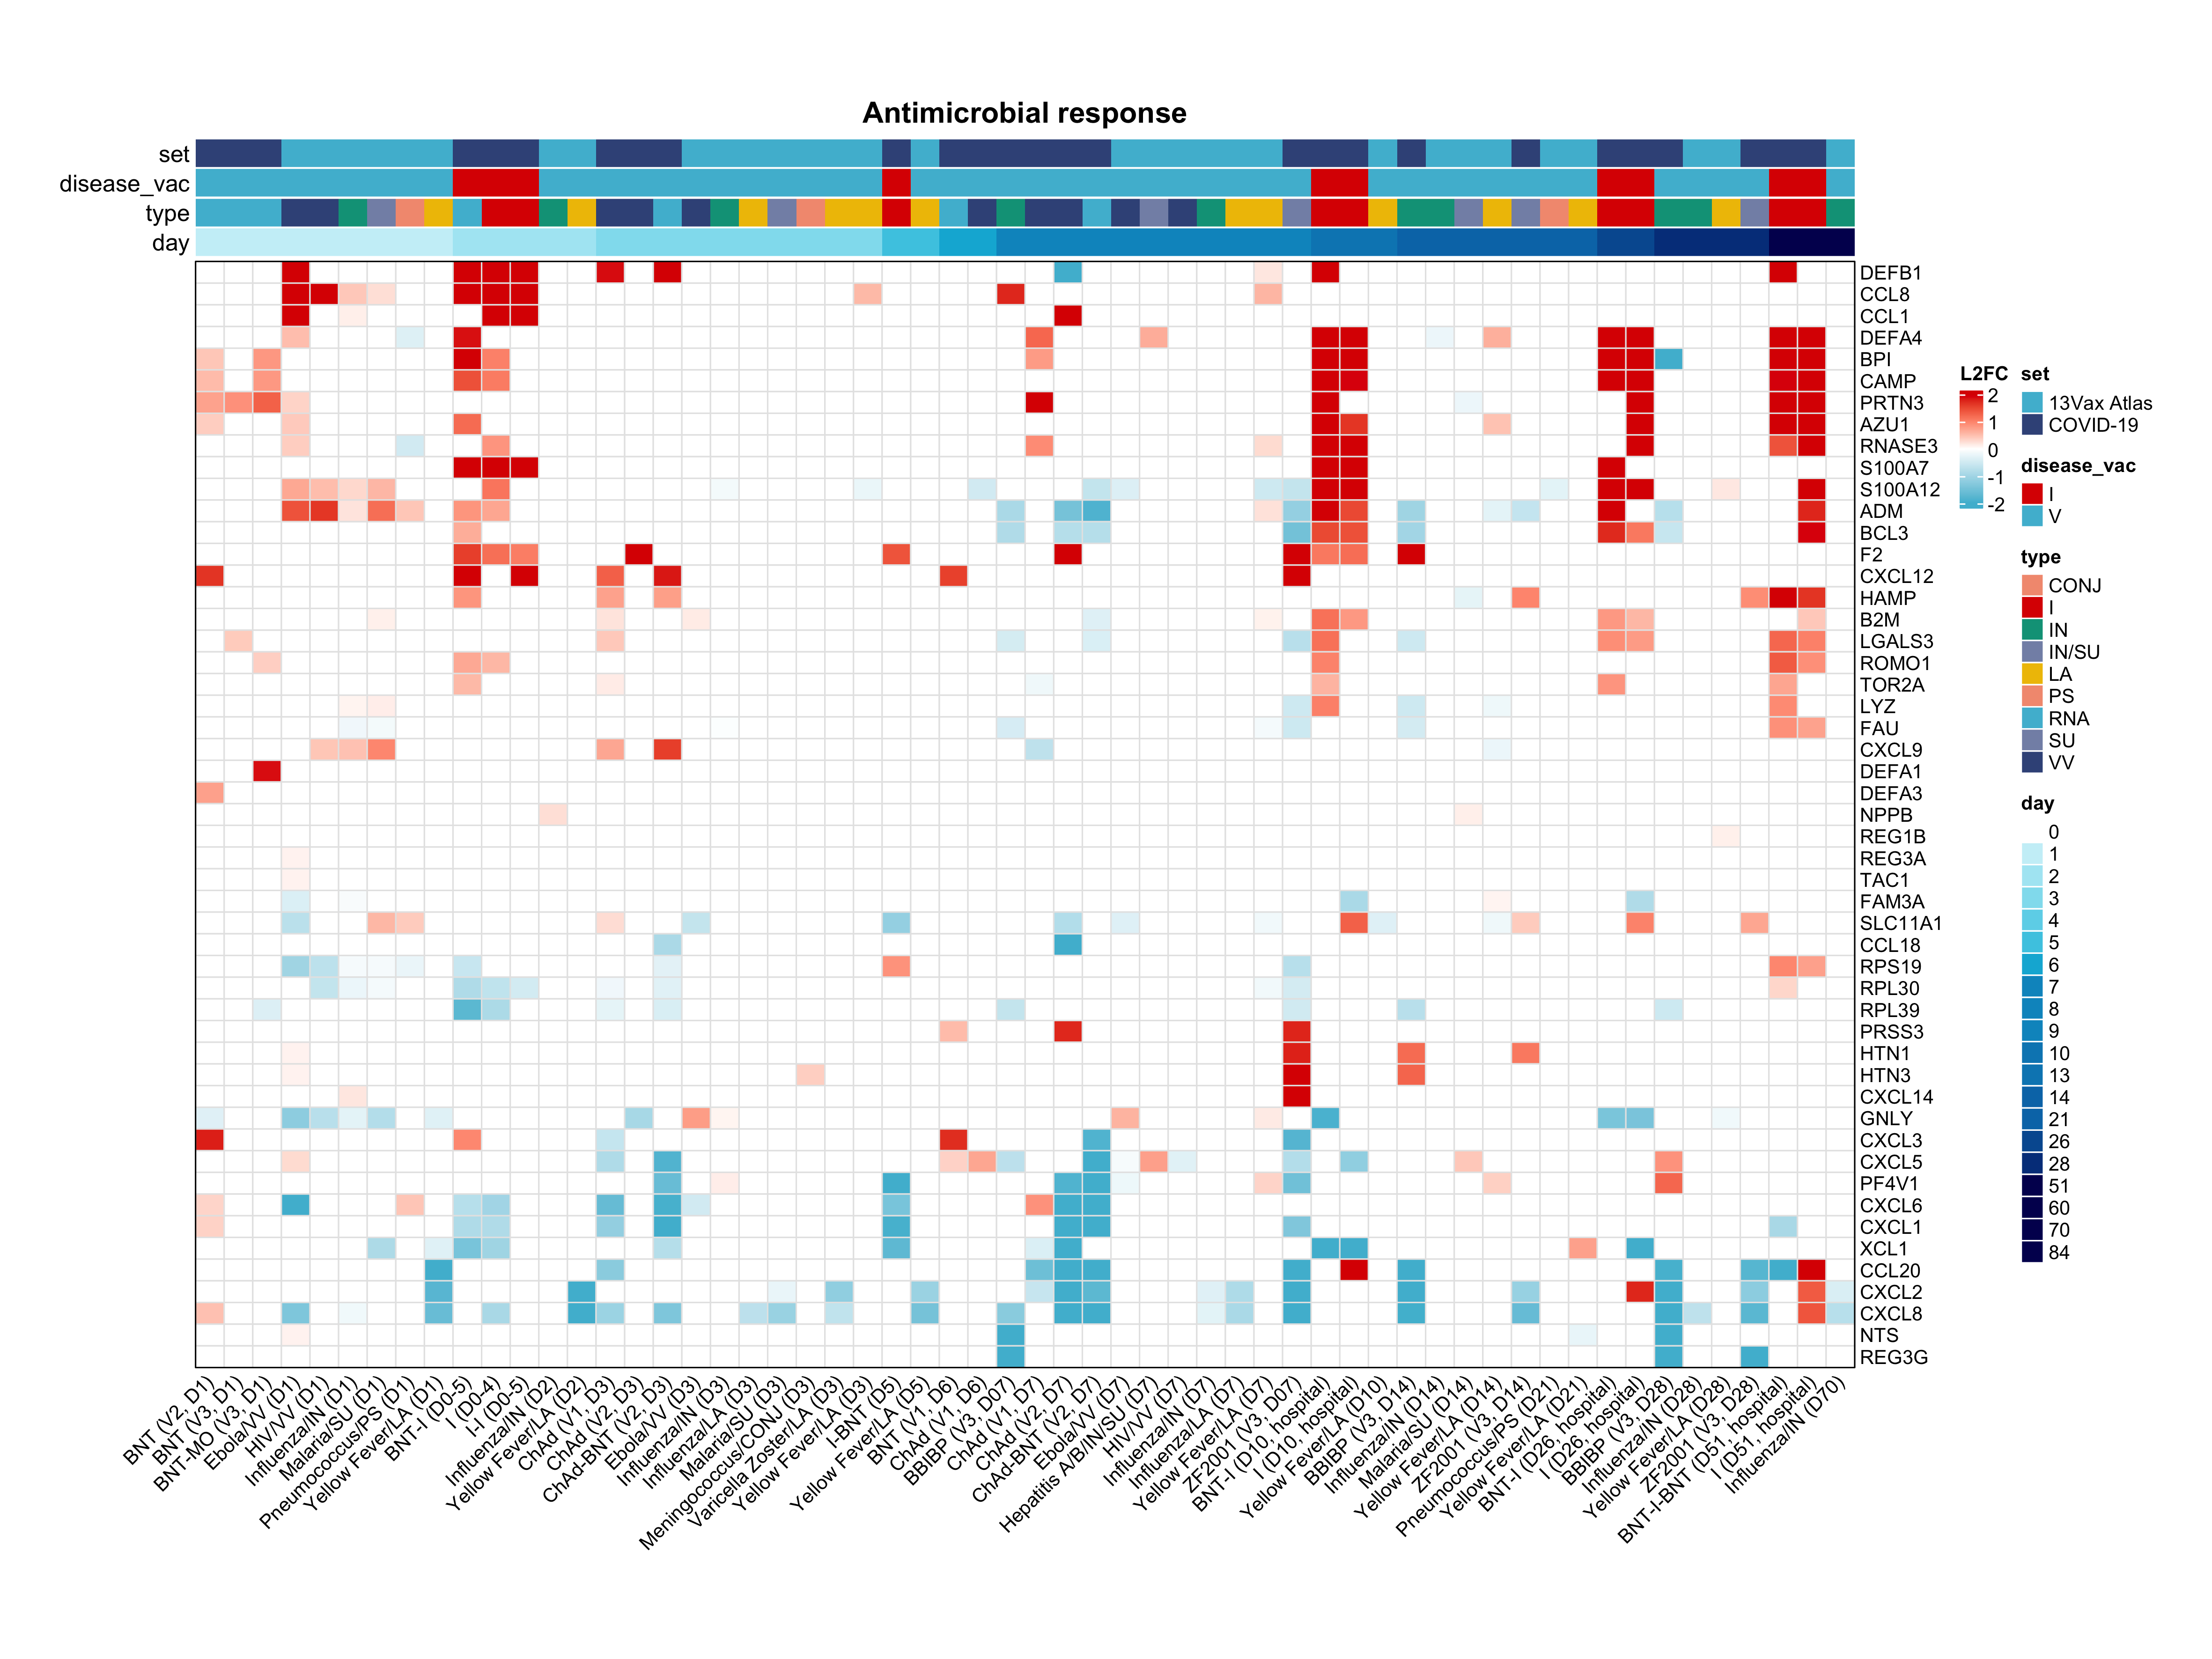 Antimicrobial response
set
disease_vac
type
day
DEFB1
CCL8
CCL1
DEFA4
BPI
CAMP
PRTN3
AZU1
RNASE3
S100A7
S100A12
ADM
BCL3
F2
CXCL12
HAMP
B2M
LGALS3
ROMO1
TOR2A
LYZ
FAU
CXCL9
DEFA1
DEFA3
NPPB
REG1B
REG3A
TAC1
FAM3A
SLC11A1
CCL18
RPS19
RPL30
RPL39
PRSS3
HTN1
HTN3
CXCL14
GNLY
CXCL3
CXCL5
PF4V1
CXCL6
CXCL1
XCL1
CCL20
CXCL2
CXCL8
NTS
REG3G
BNT (V2, D1)
BNT (V3, D1)
BNT-MO (V3, D1)
Ebola/VV (D1)
HIV/VV (D1)
Influenza/IN (D1)
Malaria/SU (D1)
Pneumococcus/PS (D1)
Yellow Fever/LA (D1)
BNT-I (D0-5)
I (D0-4)
I-I (D0-5)
Influenza/IN (D2)
Yellow Fever/LA (D2)
ChAd (V1, D3)
ChAd (V2, D3)
ChAd-BNT (V2, D3)
Ebola/VV (D3)
Influenza/IN (D3)
Influenza/LA (D3)
Malaria/SU (D3)
Meningococcus/CONJ (D3)
Varicella Zoster/LA (D3)
Yellow Fever/LA (D3)
I-BNT (D5)
Yellow Fever/LA (D5)
BNT (V1, D6)
ChAd (V1, D6)
BBIBP (V3, D07)
ChAd (V1, D7)
ChAd (V2, D7)
ChAd-BNT (V2, D7)
Ebola/VV (D7)
Hepatitis A/B/IN/SU (D7)
HIV/VV (D7)
Influenza/IN (D7)
Influenza/LA (D7)
Yellow Fever/LA (D7)
ZF2001 (V3, D07)
BNT-I (D10, hospital)
I (D10, hospital)
Yellow Fever/LA (D10)
BBIBP (V3, D14)
Influenza/IN (D14)
Malaria/SU (D14)
Yellow Fever/LA (D14)
ZF2001 (V3, D14)
Pneumococcus/PS (D21)
Yellow Fever/LA (D21)
BNT-I (D26, hospital)
I (D26, hospital)
BBIBP (V3, D28)
Influenza/IN (D28)
Yellow Fever/LA (D28)
ZF2001 (V3, D28)
BNT-I-BNT (D51, hospital)
I (D51, hospital)
Influenza/IN (D70)
L2FC
2
1
0
-1
-2
set
13Vax Atlas
COVID-19
disease_vac
I
V
type
CONJ
I
IN
IN/SU
LA
PS
RNA
SU
VV
day
0
1
2
3
4
5
6
7
8
9
10
13
14
21
26
28
51
60
70
84